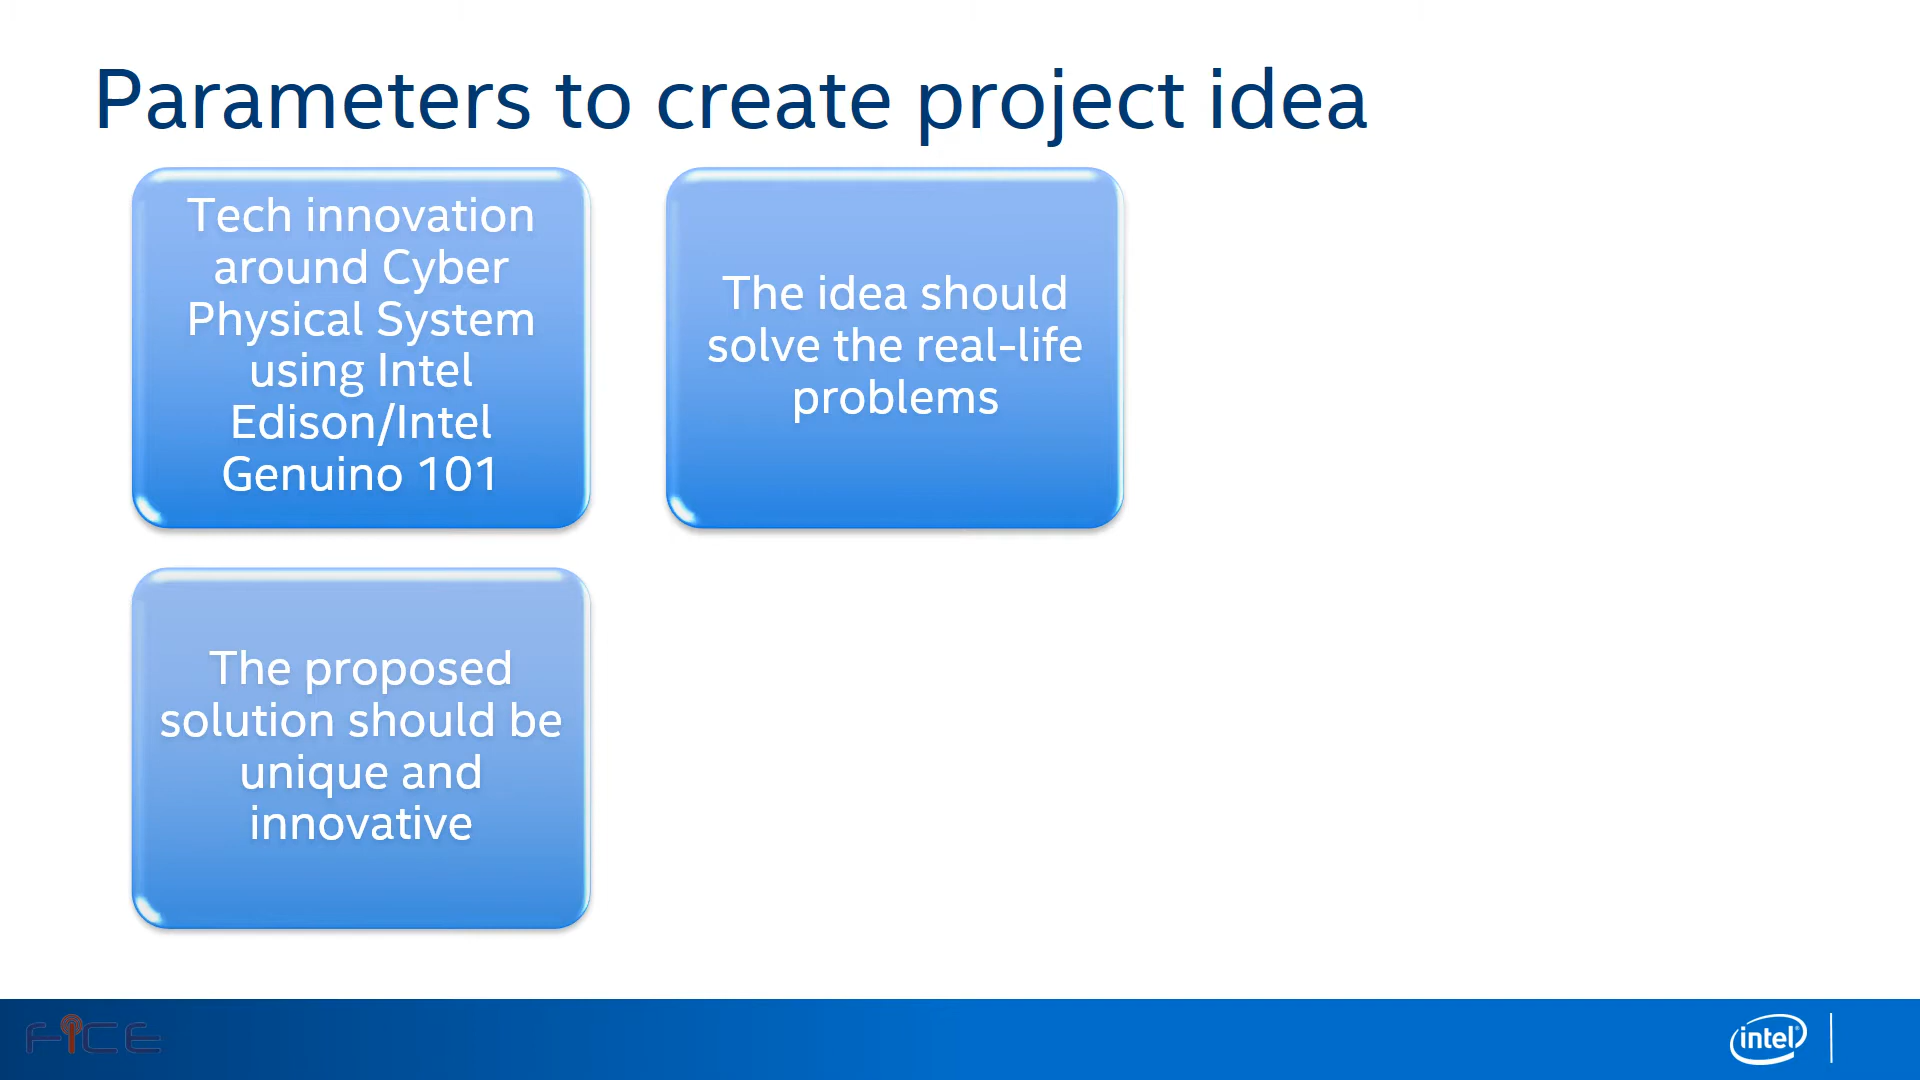 Parameters to create project idea
Tech innovation
around Cyber
Physical System
using Intel
Edison/Intel
Genuino 101
The idea should
solve the real-life
problems
The proposed
solution should be
unique and
innovative
FiCE
intel